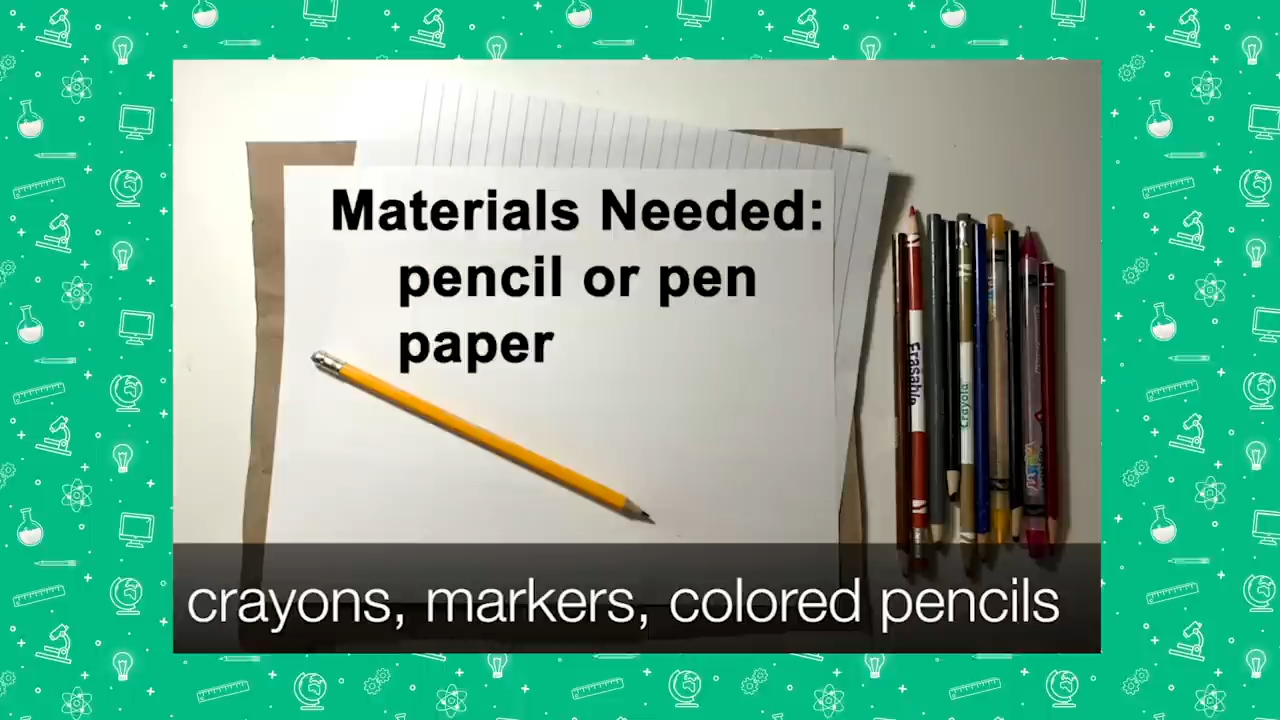 Materials Needed:
pencil or pen
paper
Erasable
Crayola
crayons, markers, colored pencils